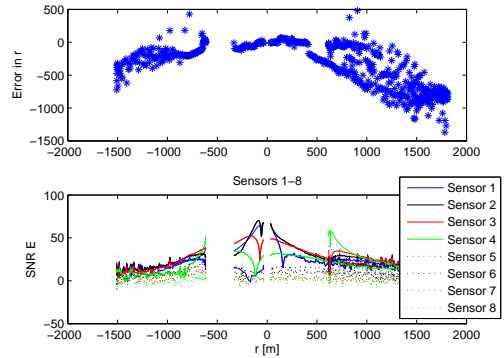 500
0
−500
−1000
−1500
Error in r
−2000 −1500 −1000 −500 0 500 1000 1500 2000
Sensors 1−8
100
50
0
−50
SNR E
−2000 −1500 −1000 −500 0 500 1000 1500 2000
r [m]
Sensor 1
Sensor 2
Sensor 3
Sensor 4
Sensor 5
Sensor 6
Sensor 7
Sensor 8